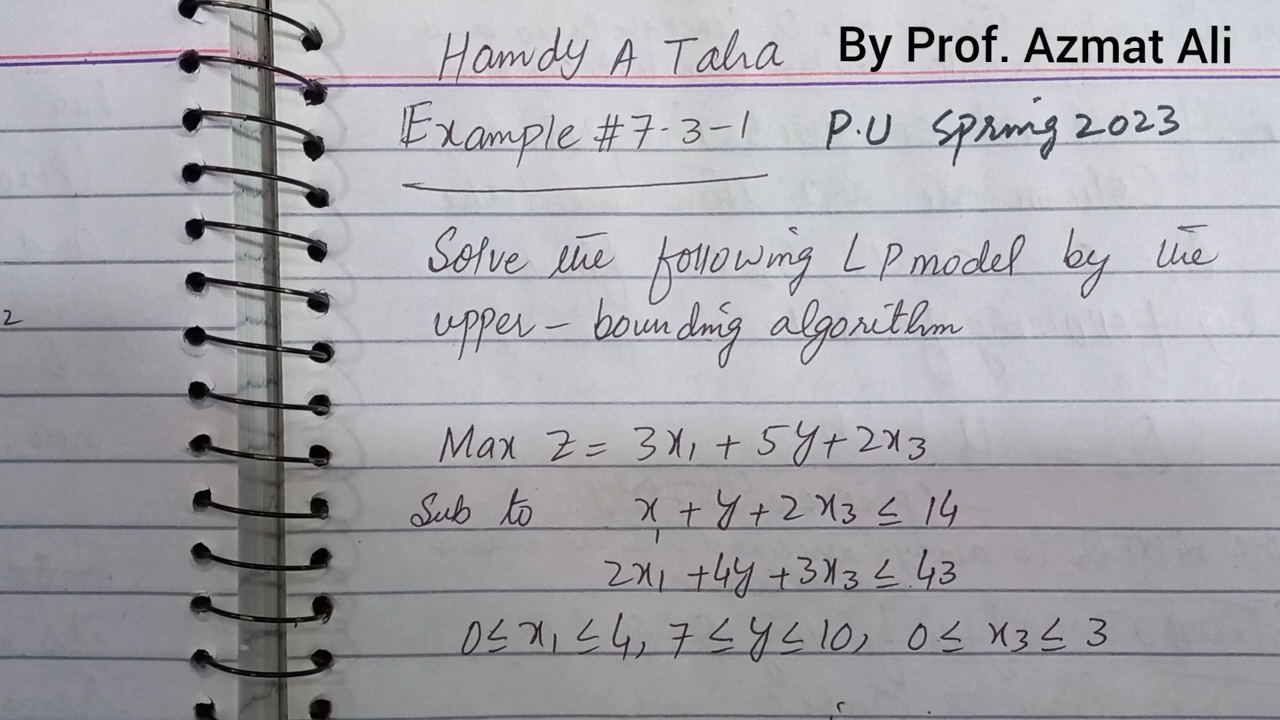 Hamdy A Taha
By Prof. Azmat Ali
Example #7.3-1 P.U Spring 2023
Solve the following LP model by the
upper-bounding algorithm
Max Z = 3x₁ + 5y + 2x₃
Sub to x₁ + y + 2x₃ ≤ 14
2x₁ + 4y + 3x₃ ≤ 43
0 ≤ x₁ ≤ 4, 7 ≤ y ≤ 10, 0 ≤ x₃ ≤ 3
2